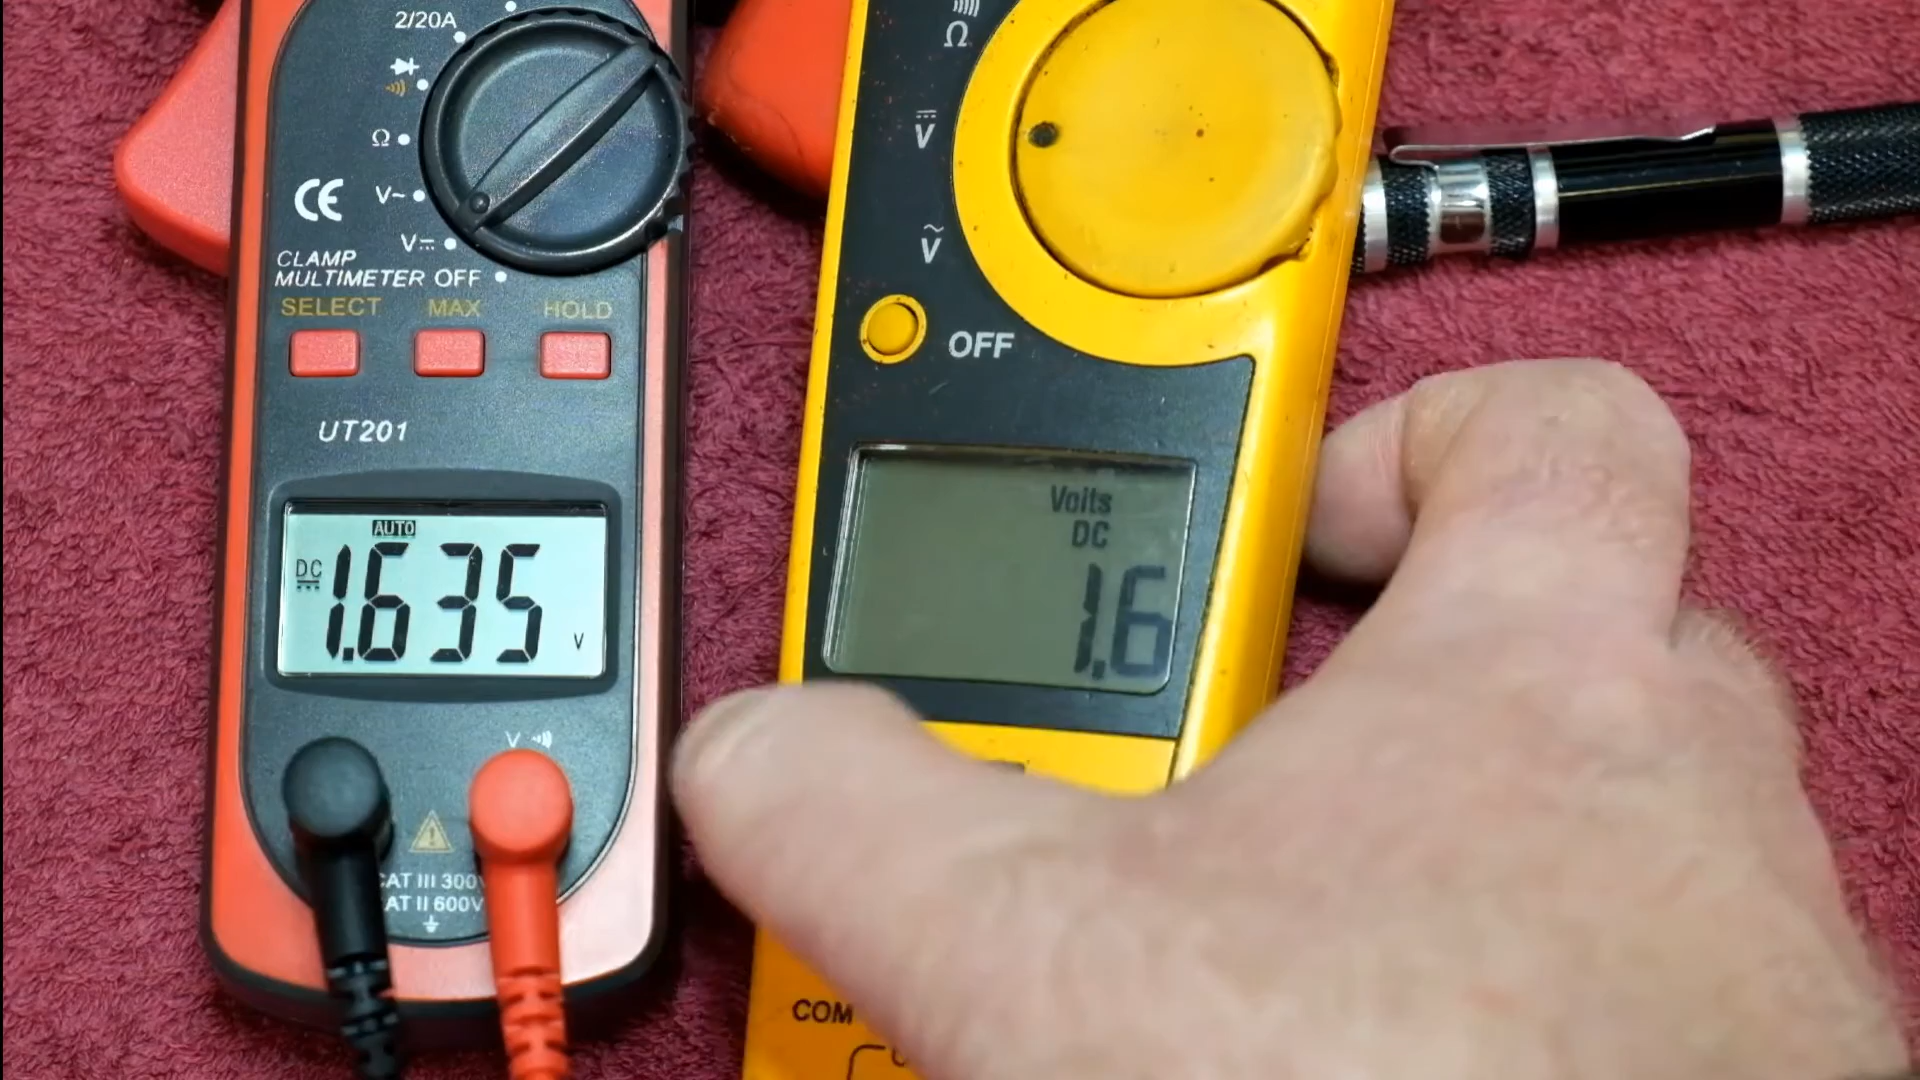 2/20A
Ω
V~
V⎓
CE
CLAMP
MULTIMETER OFF
SELECT MAX HOLD
UT201
AUTO
DC
1.635
V
V
CAT III 300V
CAT II 600V
Ω
V
V
OFF
Volts
DC
1.6
COM